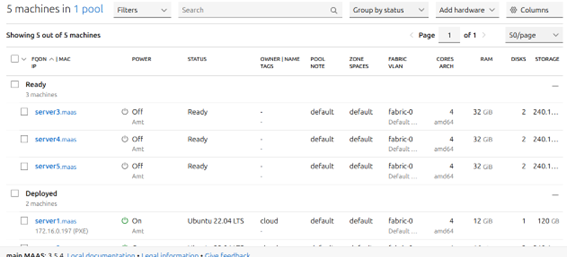 5 machines in 1 pool Filters Search Group by status Add hardware Columns
Showing 5 out of 5 machines Page 1 of 1 50/page
FQDN | MAC POWER STATUS OWNER | NAME POOL ZONE FABRIC CORES RAM DISKS STORAGE
IP TAGS NOTE SPACES VLAN ARCH
Ready
3 machines
server3.maas Off Ready - default default fabric-0 4 32 GB 2 240.1...
Amt - Default ... amd64
server4.maas Off Ready - default default fabric-0 4 32 GB 2 240.1...
Amt - Default ... amd64
server5.maas Off Ready - default default fabric-0 4 32 GB 2 240.1...
Amt - Default ... amd64
Deployed
2 machines
server1.maas On Ubuntu 22.04 LTS cloud default default fabric-0 4 12 GB 1 120 GB
172.16.0.197 (PXE) Amt - Default ... amd64
main MAAS: 3.5.4 Local documentation • Legal information • Give feedback